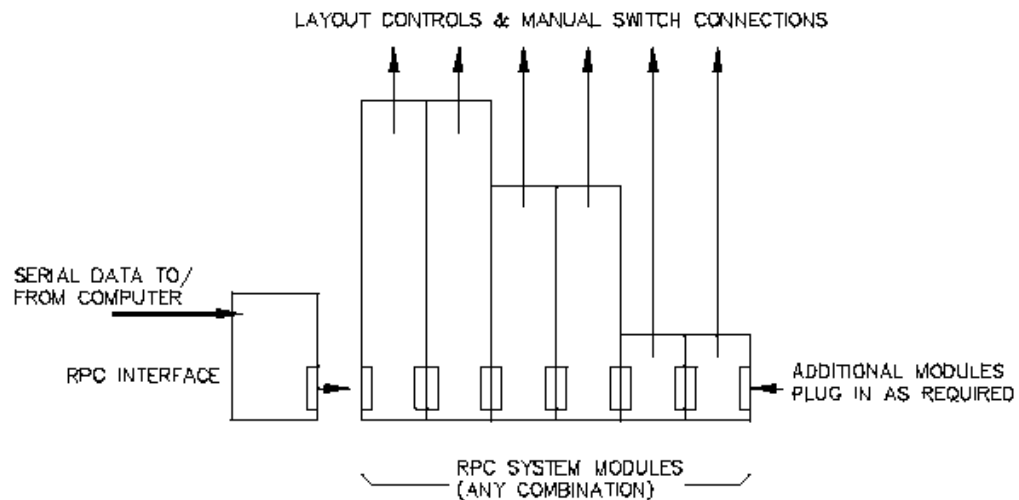 LAYOUT CONTROLS & MANUAL SWITCH CONNECTIONS
SERIAL DATA TO/
FROM COMPUTER
RPC INTERFACE
ADDITIONAL MODULES
PLUG IN AS REQUIRED
RPC SYSTEM MODULES
(ANY COMBINATION)